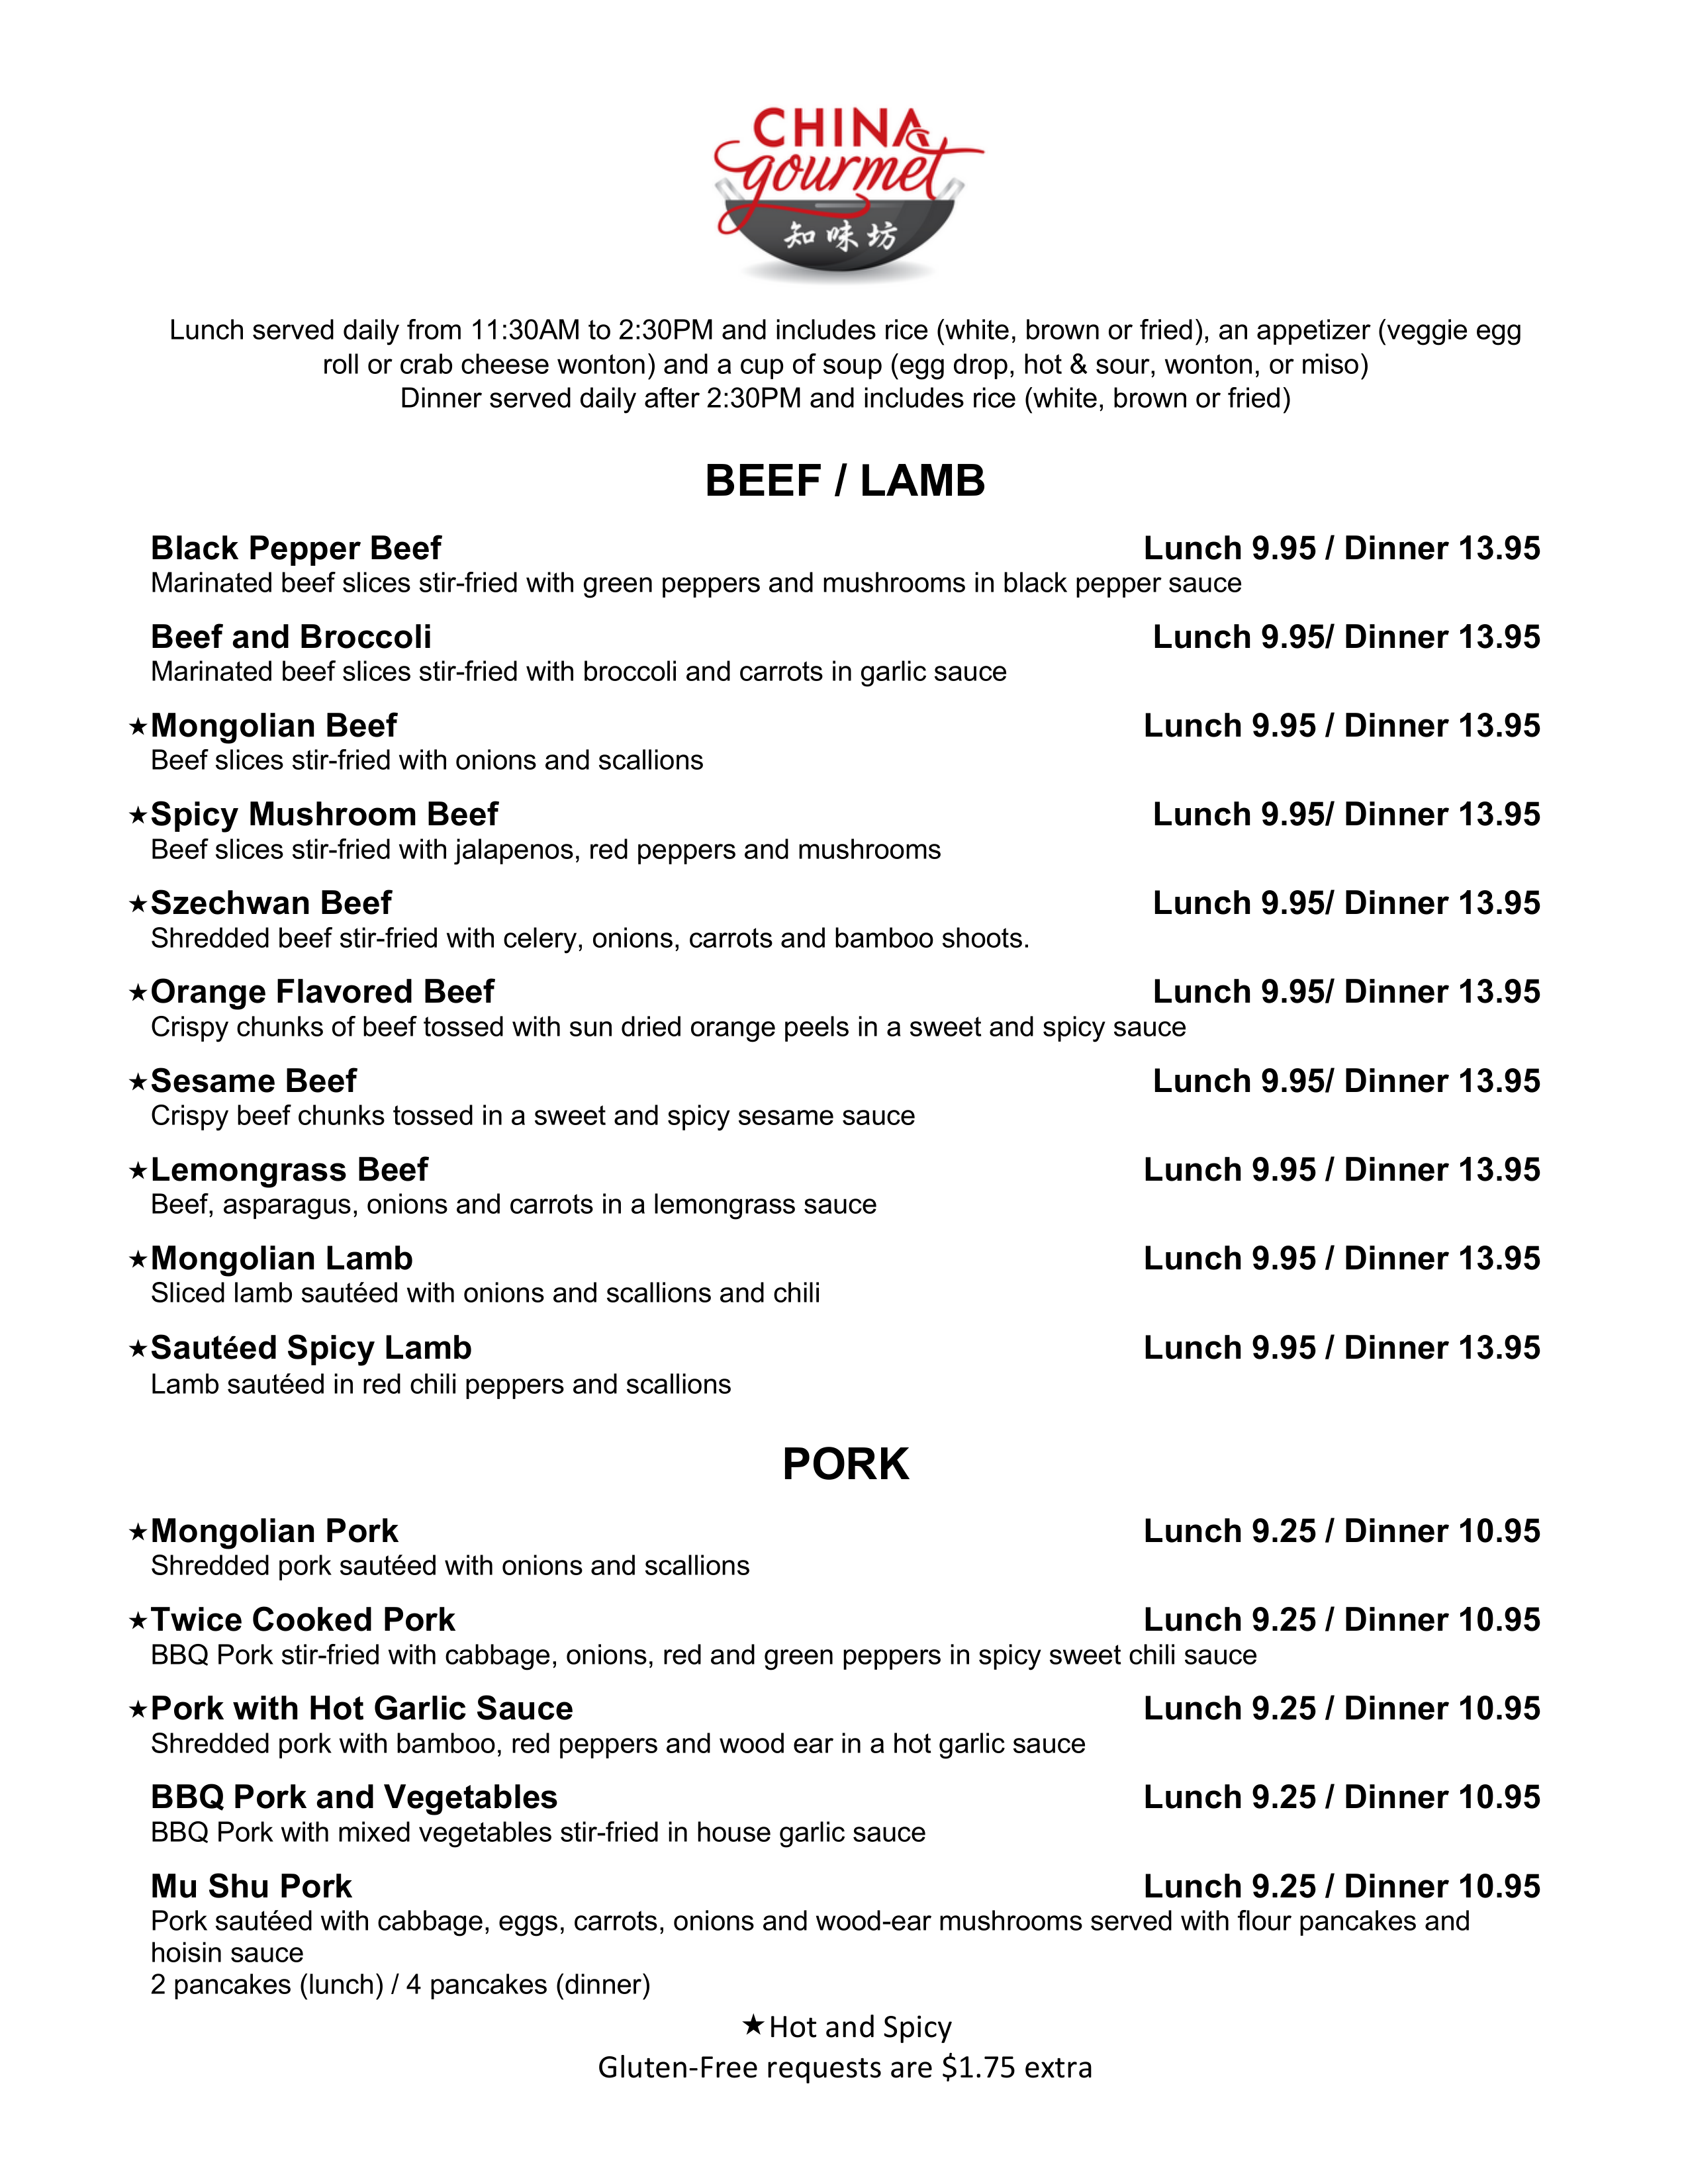 CHINA
gourmet
知味坊
Lunch served daily from 11:30AM to 2:30PM and includes rice (white, brown or fried), an appetizer (veggie egg
roll or crab cheese wonton) and a cup of soup (egg drop, hot & sour, wonton, or miso)
Dinner served daily after 2:30PM and includes rice (white, brown or fried)
BEEF / LAMB
Black Pepper Beef Lunch 9.95 / Dinner 13.95
Marinated beef slices stir-fried with green peppers and mushrooms in black pepper sauce
Beef and Broccoli Lunch 9.95/ Dinner 13.95
Marinated beef slices stir-fried with broccoli and carrots in garlic sauce
★Mongolian Beef Lunch 9.95 / Dinner 13.95
Beef slices stir-fried with onions and scallions
★Spicy Mushroom Beef Lunch 9.95/ Dinner 13.95
Beef slices stir-fried with jalapenos, red peppers and mushrooms
★Szechwan Beef Lunch 9.95/ Dinner 13.95
Shredded beef stir-fried with celery, onions, carrots and bamboo shoots.
★Orange Flavored Beef Lunch 9.95/ Dinner 13.95
Crispy chunks of beef tossed with sun dried orange peels in a sweet and spicy sauce
★Sesame Beef Lunch 9.95/ Dinner 13.95
Crispy beef chunks tossed in a sweet and spicy sesame sauce
★Lemongrass Beef Lunch 9.95 / Dinner 13.95
Beef, asparagus, onions and carrots in a lemongrass sauce
★Mongolian Lamb Lunch 9.95 / Dinner 13.95
Sliced lamb sautéed with onions and scallions and chili
★Sautéed Spicy Lamb Lunch 9.95 / Dinner 13.95
Lamb sautéed in red chili peppers and scallions
PORK
★Mongolian Pork Lunch 9.25 / Dinner 10.95
Shredded pork sautéed with onions and scallions
★Twice Cooked Pork Lunch 9.25 / Dinner 10.95
BBQ Pork stir-fried with cabbage, onions, red and green peppers in spicy sweet chili sauce
★Pork with Hot Garlic Sauce Lunch 9.25 / Dinner 10.95
Shredded pork with bamboo, red peppers and wood ear in a hot garlic sauce
BBQ Pork and Vegetables Lunch 9.25 / Dinner 10.95
BBQ Pork with mixed vegetables stir-fried in house garlic sauce
Mu Shu Pork Lunch 9.25 / Dinner 10.95
Pork sautéed with cabbage, eggs, carrots, onions and wood-ear mushrooms served with flour pancakes and
hoisin sauce
2 pancakes (lunch) / 4 pancakes (dinner)
★Hot and Spicy
Gluten-Free requests are $1.75 extra